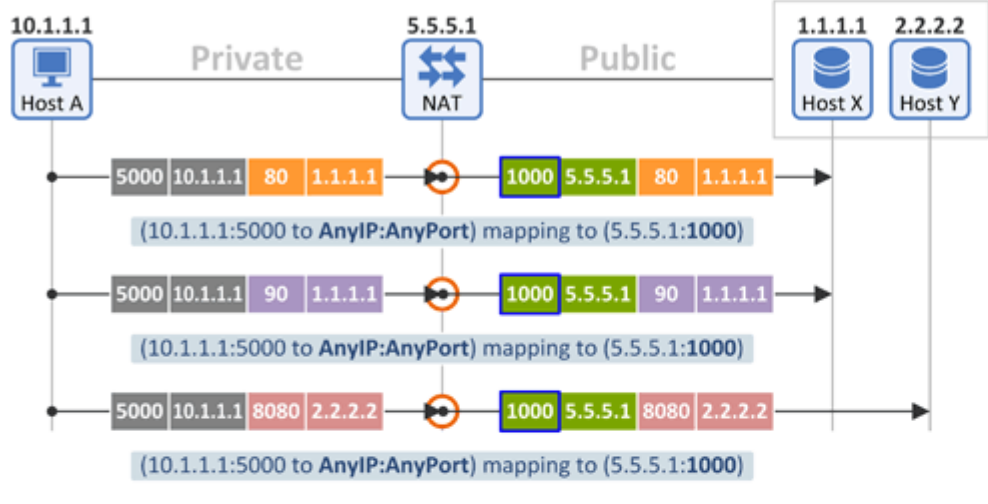 10.1.1.1 5.5.5.1 1.1.1.1 2.2.2.2
Private Public
Host A NAT Host X Host Y
5000 10.1.1.1 80 1.1.1.1 1000 5.5.5.1 80 1.1.1.1
(10.1.1.1:5000 to AnyIP:AnyPort) mapping to (5.5.5.1:1000)
5000 10.1.1.1 90 1.1.1.1 1000 5.5.5.1 90 1.1.1.1
(10.1.1.1:5000 to AnyIP:AnyPort) mapping to (5.5.5.1:1000)
5000 10.1.1.1 8080 2.2.2.2 1000 5.5.5.1 8080 2.2.2.2
(10.1.1.1:5000 to AnyIP:AnyPort) mapping to (5.5.5.1:1000)